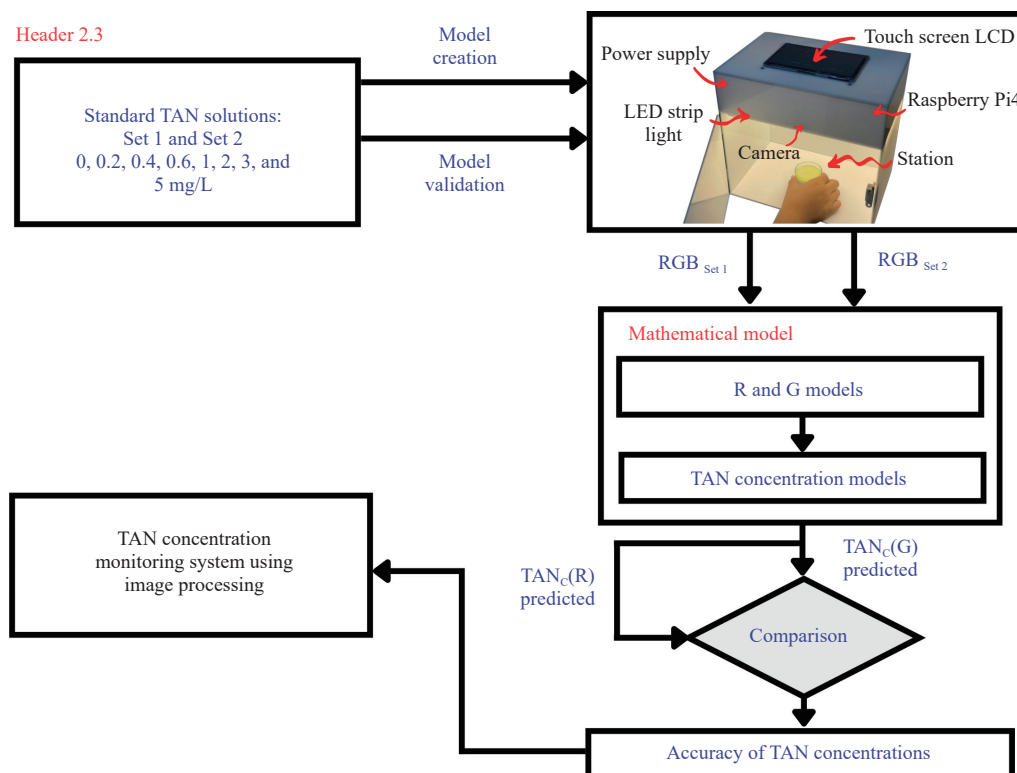 Header 2.3
Standard TAN solutions:
Set 1 and Set 2
0, 0.2, 0.4, 0.6, 1, 2, 3, and
5 mg/L
Model
creation
Model
validation
Touch screen LCD
Power supply
Raspberry Pi4
LED strip
light
Camera
Station
RGB Set 1
RGB Set 2
Mathematical model
R and G models
TAN concentration models
TANC(R)
predicted
TANC(G)
predicted
Comparison
Accuracy of TAN concentrations
TAN concentration
monitoring system using
image processing